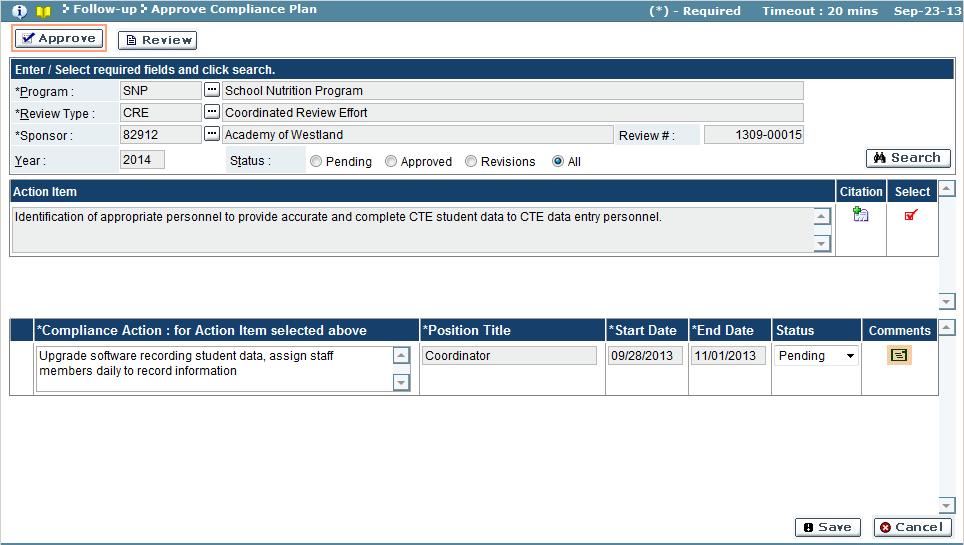 Follow-up Approve Compliance Plan (*) - Required Timeout : 20 mins Sep-23-13
Approve Review
Enter / Select required fields and click search.
*Program : SNP ... School Nutrition Program
*Review Type : CRE ... Coordinated Review Effort
*Sponsor : 82912 ... Academy of Westland Review # : 1309-00015
Year : 2014 Status : Pending Approved Revisions All Search
Action Item Citation Select
Identification of appropriate personnel to provide accurate and complete CTE student data to CTE data entry personnel.
*Compliance Action : for Action Item selected above *Position Title *Start Date *End Date Status Comments
Upgrade software recording student data, assign staff Coordinator 09/28/2013 11/01/2013 Pending
members daily to record information
Save Cancel